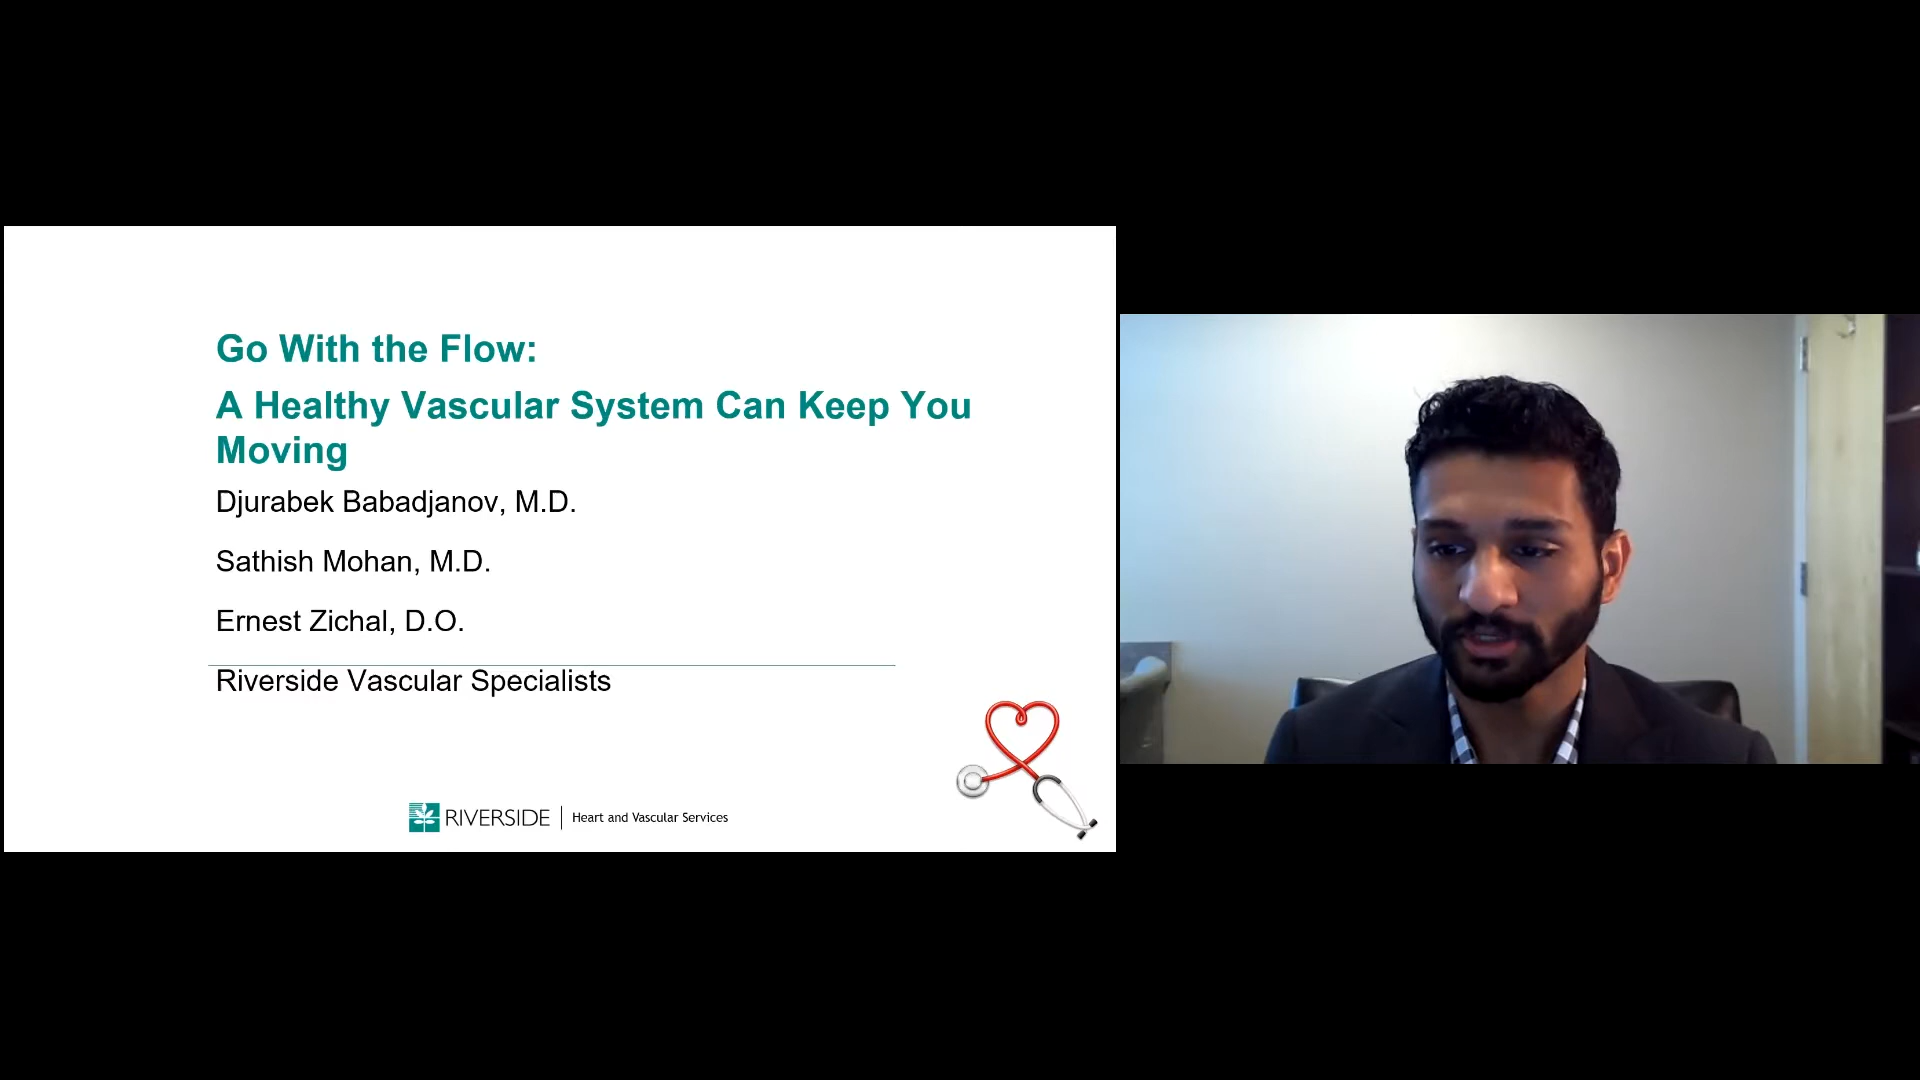 Go With the Flow:
A Healthy Vascular System Can Keep You
Moving
Djurabek Babadjanov, M.D.
Sathish Mohan, M.D.
Ernest Zichal, D.O.
Riverside Vascular Specialists
RIVERSIDE | Heart and Vascular Services